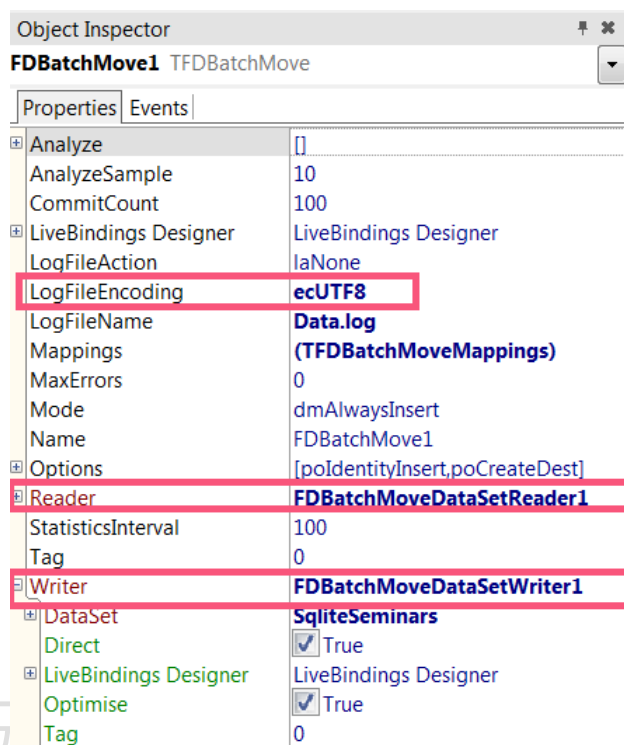 Object Inspector
FDBatchMove1 TFDBatchMove
Properties Events
Analyze []
AnalyzeSample 10
CommitCount 100
LiveBindings Designer LiveBindings Designer
LogFileAction laNone
LogFileEncoding ecUTF8
LogFileName Data.log
Mappings (TFDBatchMoveMappings)
MaxErrors 0
Mode dmAlwaysInsert
Name FDBatchMove1
Options [poIdentityInsert,poCreateDest]
Reader FDBatchMoveDataSetReader1
StatisticsInterval 100
Tag 0
Writer FDBatchMoveDataSetWriter1
DataSet SqliteSeminars
Direct True
LiveBindings Designer LiveBindings Designer
Optimise True
Tag 0